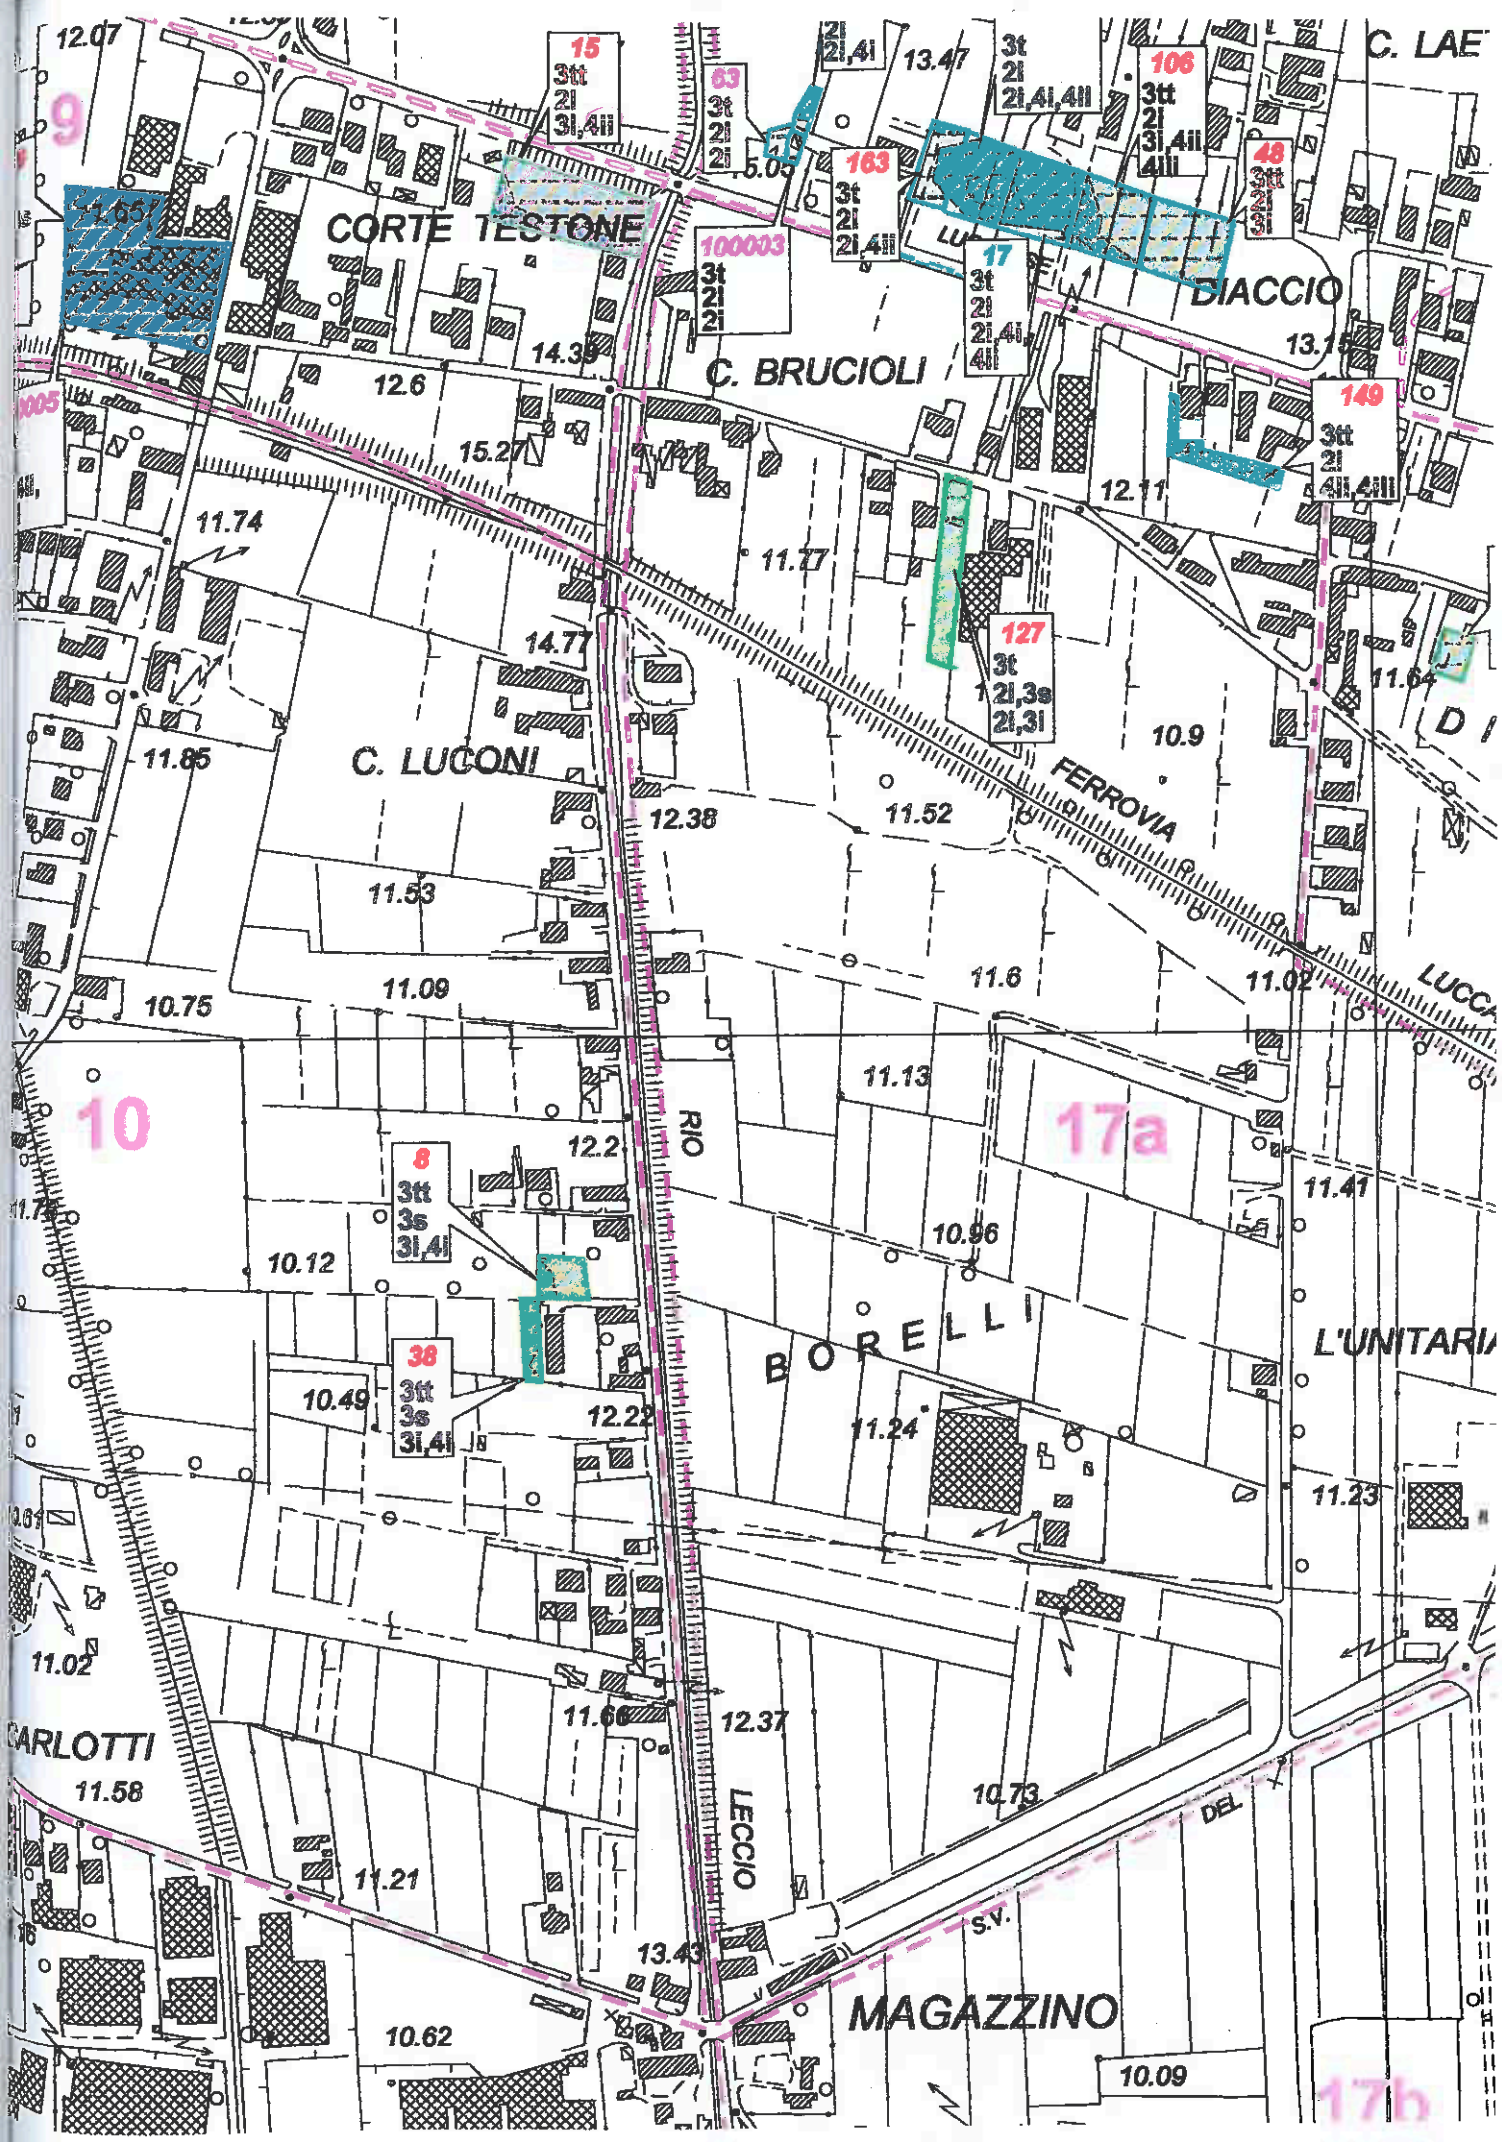 12.07
9
15
3tt
2i
3i,4ii
63
3t
2i
2i
2i
2i,4i
13.47
3t
2i
2i,4i,4ii
106
3tt
2i
3i,4ii,
4iii
C. LAE
48
3tt
2i
3i
163
3t
2i
2i,4ii
CORTE TESTONE
100003
3t
2i
2i
17
3t
2i
2i,4i,
4ii
DIACCIO
14.39
12.6
C. BRUCIOLI
13.15
149
3tt
2i
4ii,4iii
15.27
12.11
11.74
11.77
14.77
127
3t
2i,3s
2i,3i
11.64
D I
11.85
C. LUCONI
10.9
FERROVIA
12.38
11.52
11.53
11.6
11.02
LUCCA
10.75
11.09
10
11.13
17a
RIO
12.2
8
3tt
3s
3i,4i
11.41
10.12
10.96
BORELLI
L'UNITARIA
38
3tt
3s
3i,4i
10.49
12.22
11.24
11.23
11.02
11.66
12.37
CARLOTTI
11.58
10.73
DEL
LECCIO
11.21
S.V.
13.43
MAGAZZINO
10.62
10.09
17b